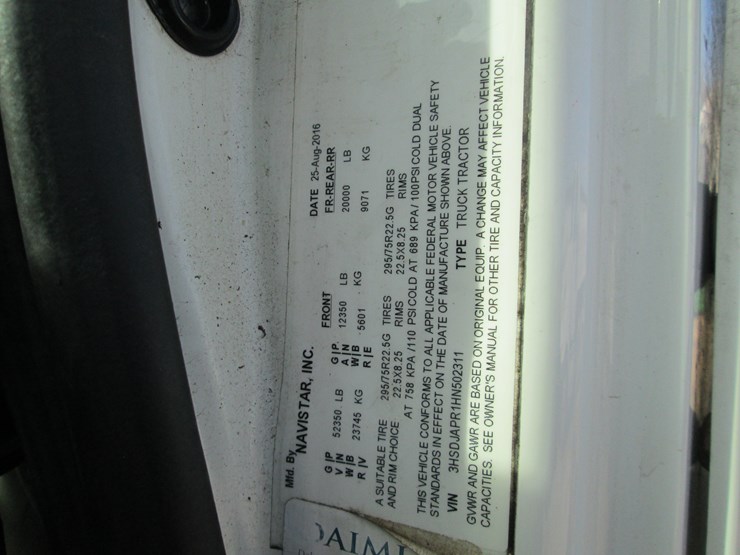 Mfd. By NAVISTAR, INC. DATE 25-Aug-2016
FRONT FR-REAR-RR
G|P V|N W|B R|V 52350 LB 23745 KG
G|P. A|N W|B R|E 12350 LB 5601 KG
20000 LB 9071 KG
A SUITABLE TIRE 295/75R22.5G TIRES 295/75R22.5G TIRES
AND RIM CHOICE 22.5X8.25 RIMS 22.5X8.25 RIMS
AT 758 KPA /110 PSI COLD AT 689 KPA/ 100PSI COLD DUAL
THIS VEHICLE CONFORMS TO ALL APPLICABLE FEDERAL MOTOR VEHICLE SAFETY
STANDARDS IN EFFECT ON THE DATE OF MANUFACTURE SHOWN ABOVE.
VIN 3HSDJAPR1HN502311 TYPE TRUCK TRACTOR
GVWR AND GAWR ARE BASED ON ORIGINAL EQUIP. A CHANGE MAY AFFECT VEHICLE
CAPACITIES. SEE OWNER'S MANUAL FOR OTHER TIRE AND CAPACITY INFORMATION.